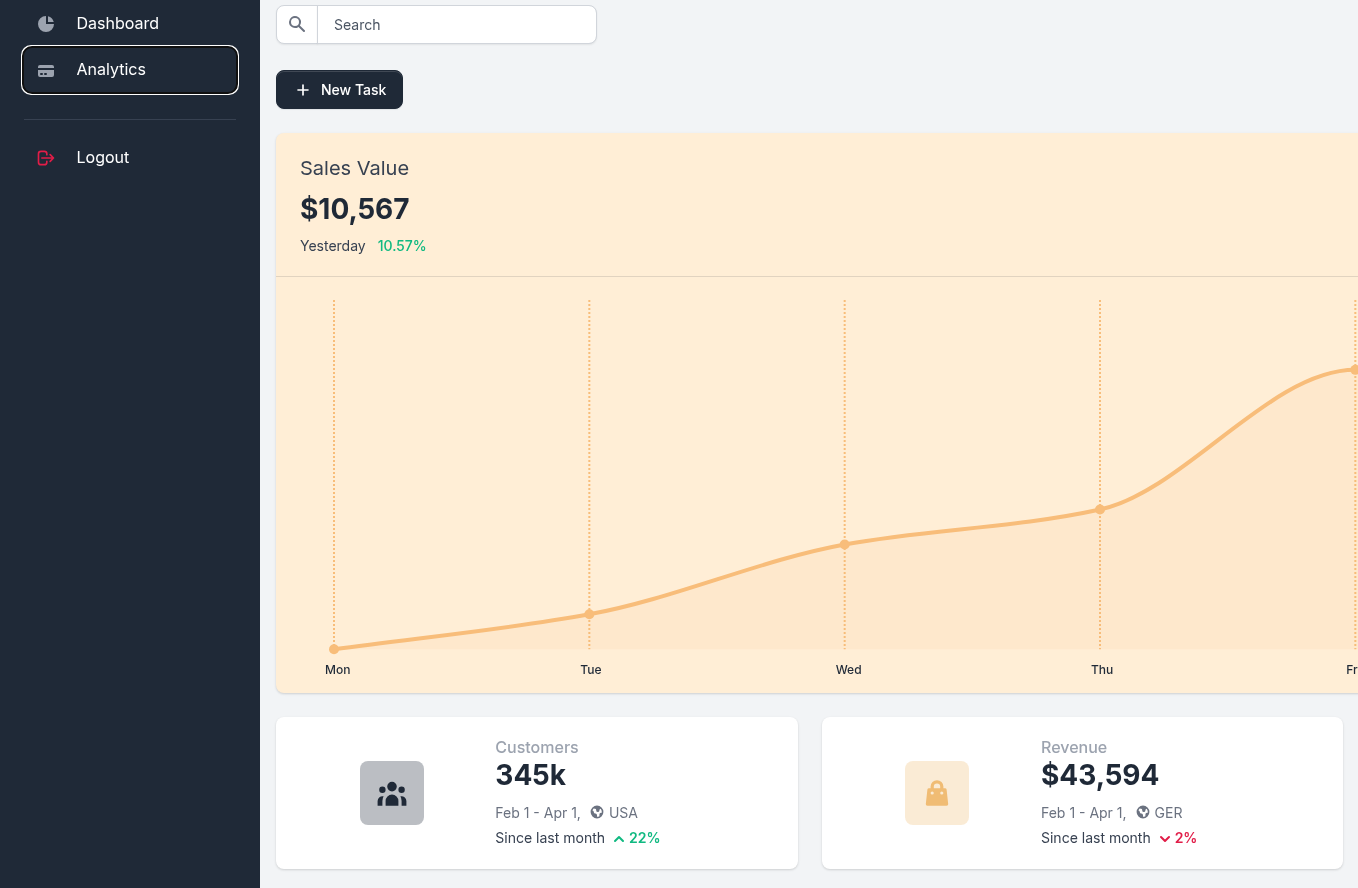 Dashboard
Analytics
Logout
Search
New Task
Sales Value
$10,567
Yesterday 10.57%
Mon Tue Wed Thu Fr
Customers
345k
Feb 1 - Apr 1, USA
Since last month 22%
Revenue
$43,594
Feb 1 - Apr 1, GER
Since last month 2%